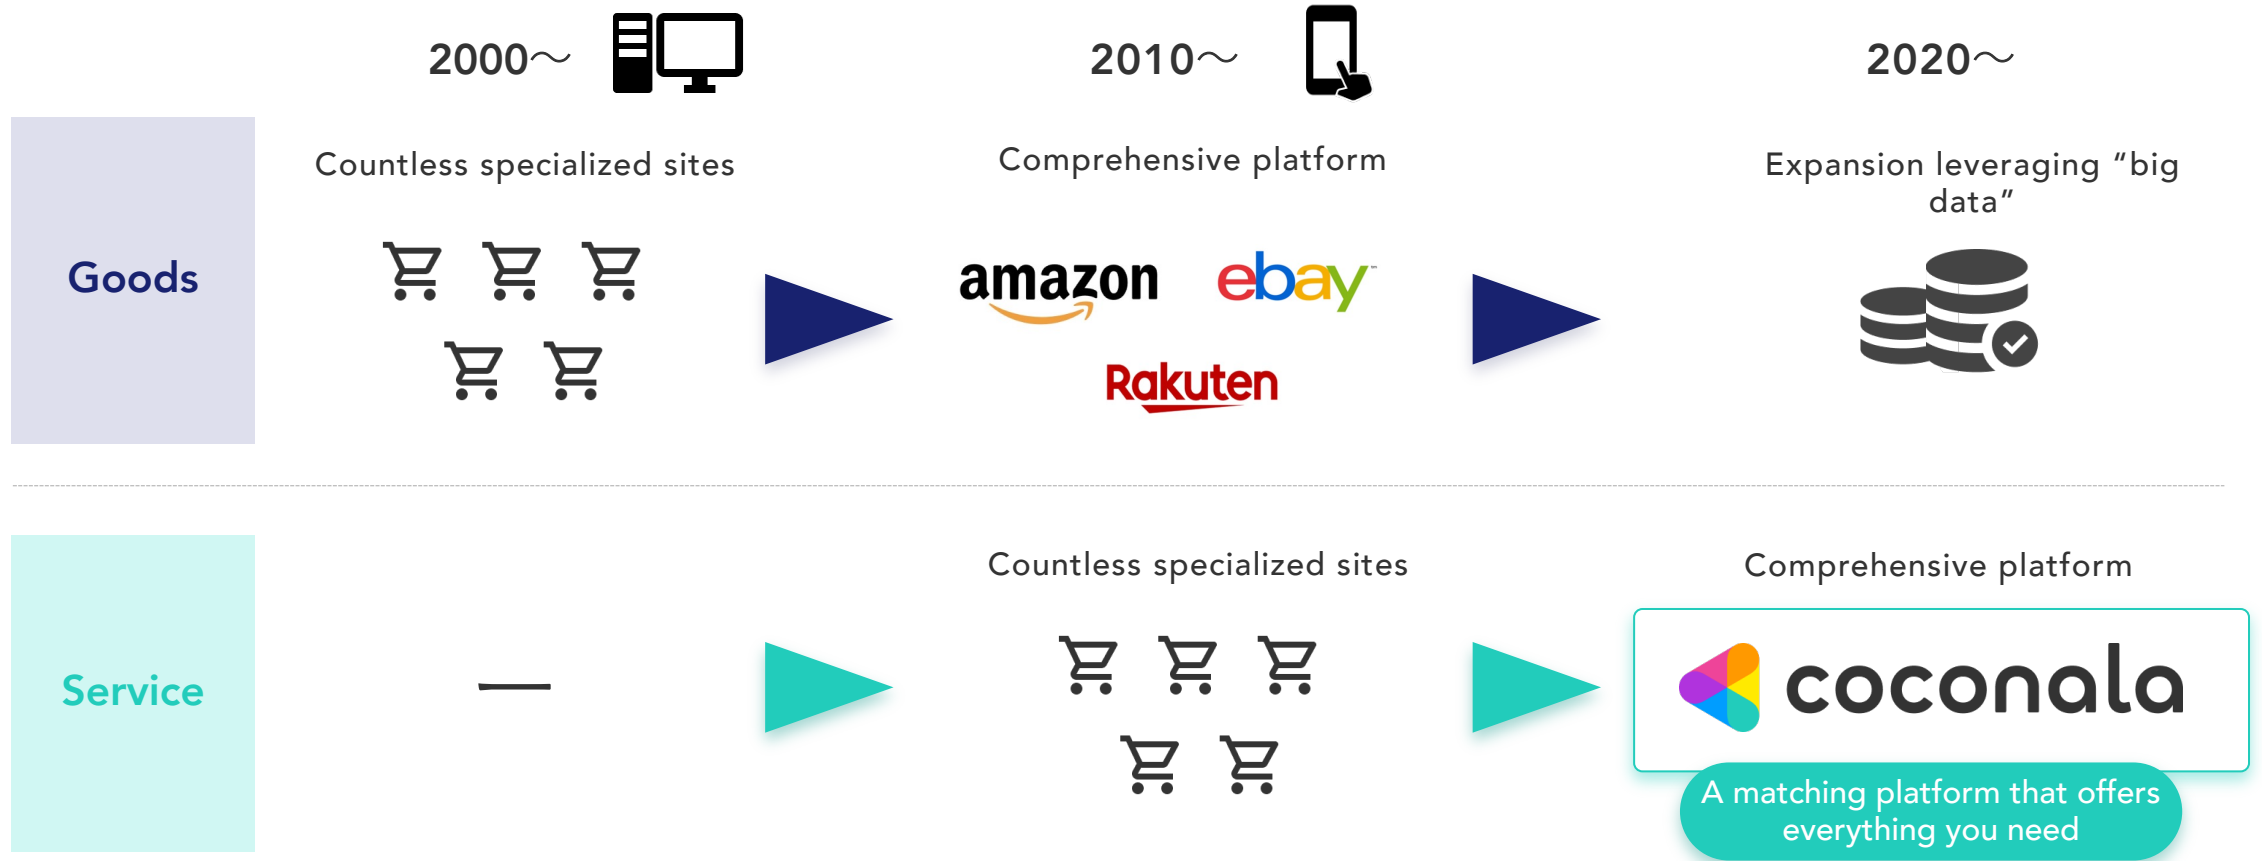 2000～
2010～
2020～
Goods
Countless specialized sites
Comprehensive platform
amazon
ebay™
Rakuten
Expansion leveraging “big
data”
Service
—
Countless specialized sites
Comprehensive platform
coconala
A matching platform that offers
everything you need